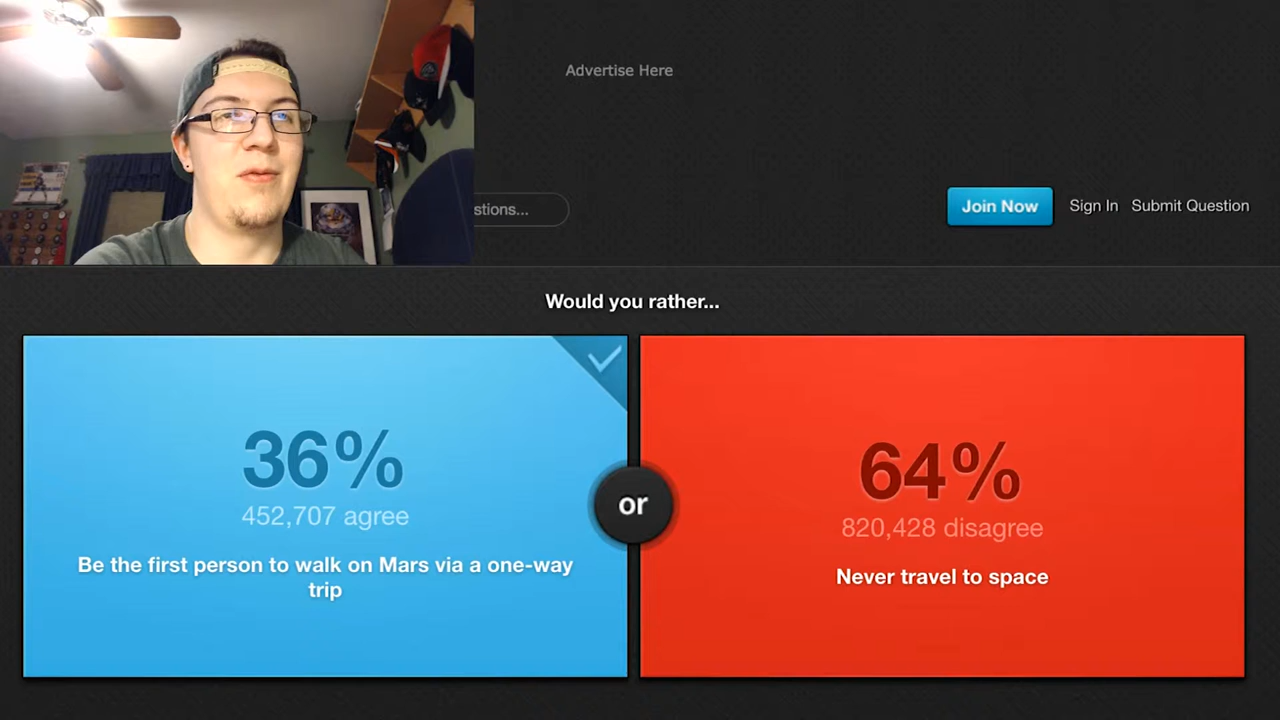 Advertise Here
stions...
Join Now
Sign In
Submit Question
Would you rather...
36%
452,707 agree
Be the first person to walk on Mars via a one-way
trip
or
64%
820,428 disagree
Never travel to space